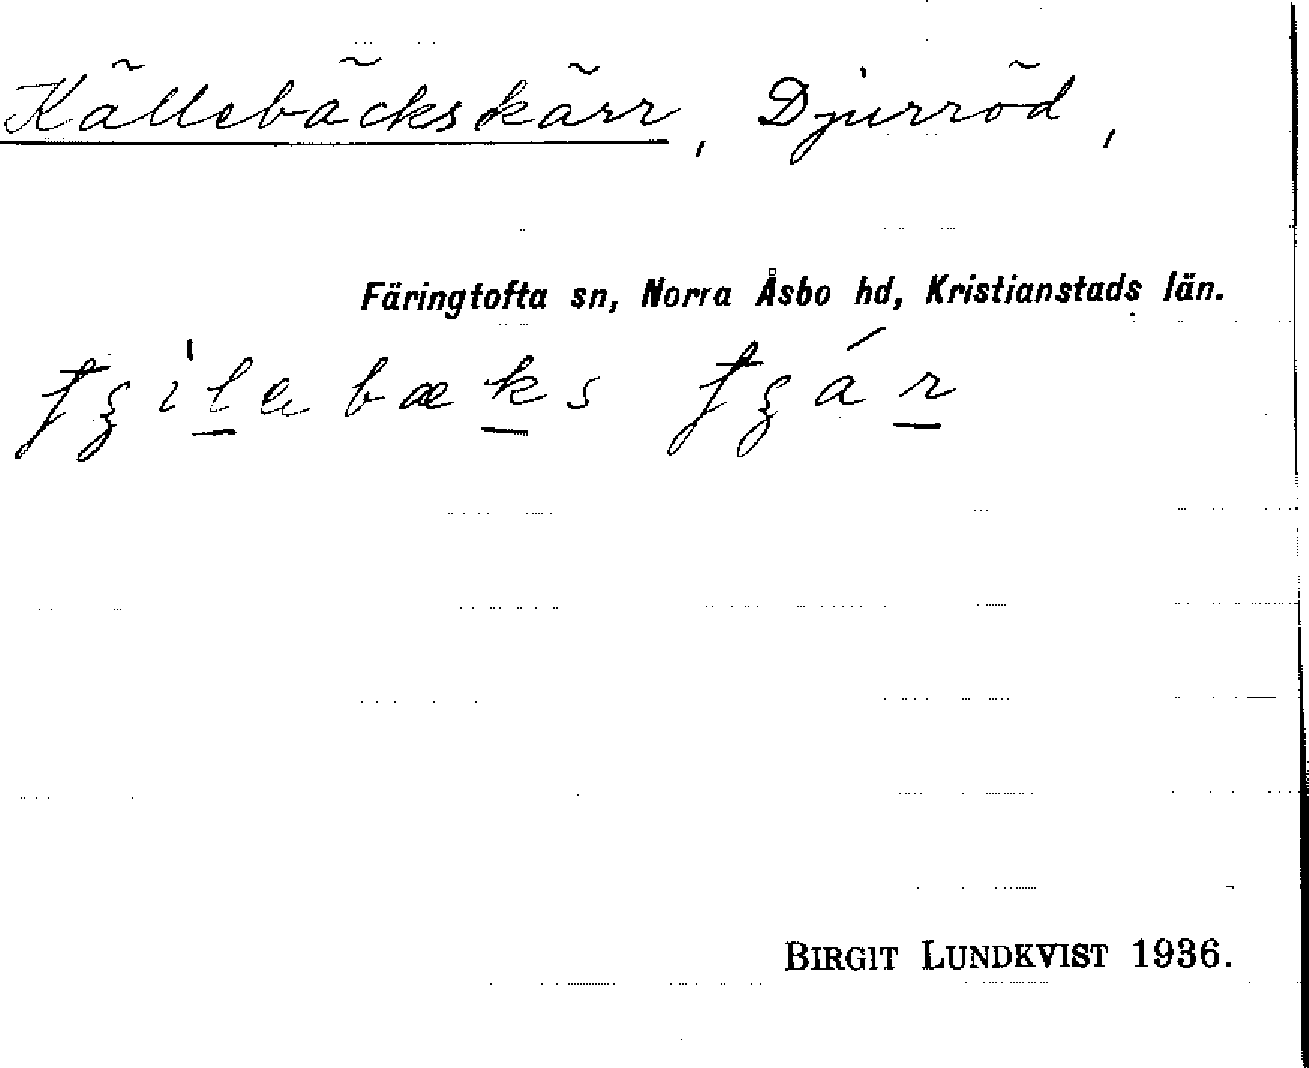 Källebäckskärr, Djurröd,
Färingtofta sn, Norra Åsbo hd, Kristianstads län.
BIRGIT LUNDKVIST 1936.